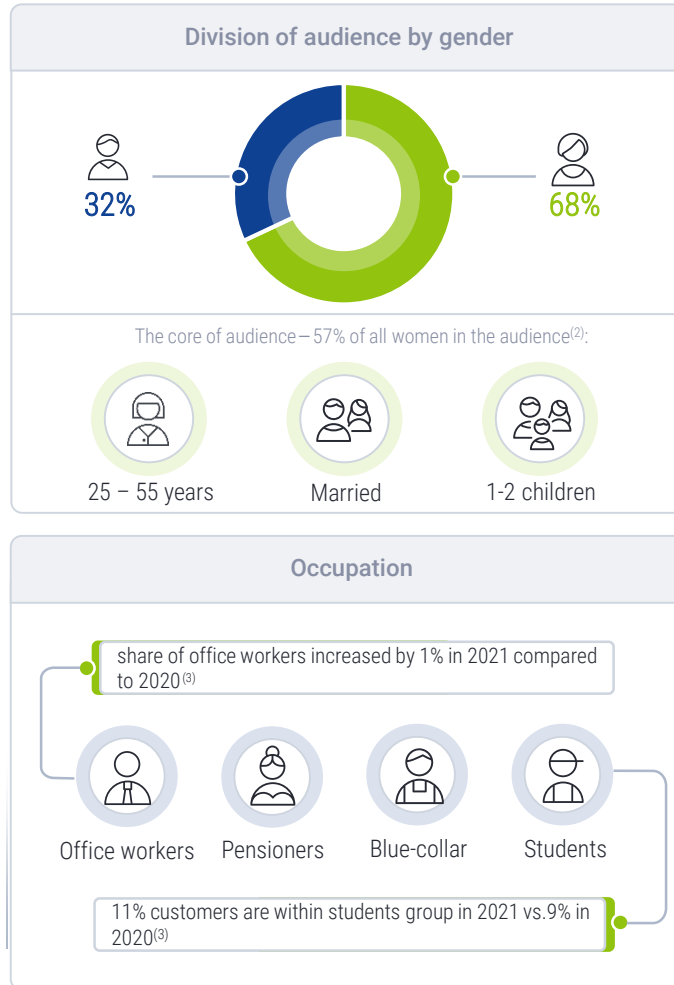 Division of audience by gender
32%
68%
The core of audience – 57% of all women in the audience(2):
25 – 55 years
Married
1-2 children
Occupation
share of office workers increased by 1% in 2021 compared
to 2020(3)
Office workers
Pensioners
Blue-collar
Students
11% customers are within students group in 2021 vs.9% in
2020(3)